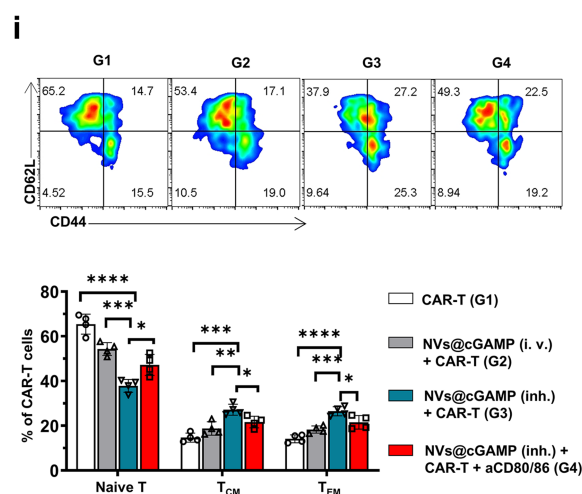 i
G1 G2 G3 G4
65.2 14.7 53.4 17.1 37.9 27.2 49.3 22.5
4.52 15.5 10.5 19.0 9.64 25.3 8.94 19.2
CD62L
CD44
% of CAR-T cells
80
60
40
20
0
**** *** *
*** ** *
**** *** *
Naive T T_CM T_EM
CAR-T (G1)
NVs@cGAMP (i. v.)
+ CAR-T (G2)
NVs@cGAMP (inh.)
+ CAR-T (G3)
NVs@cGAMP (inh.) +
CAR-T + aCD80/86 (G4)